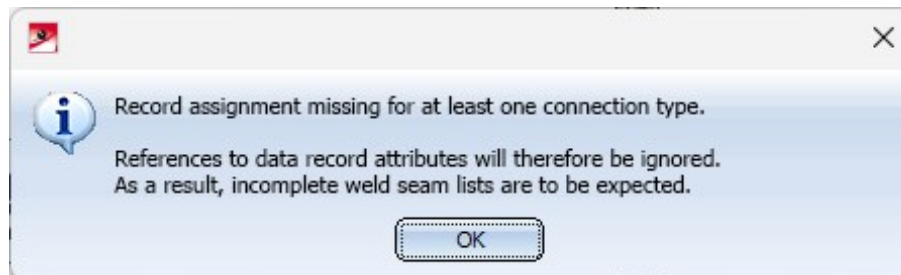 Record assignment missing for at least one connection type.
References to data record attributes will therefore be ignored.
As a result, incomplete weld seam lists are to be expected.
OK